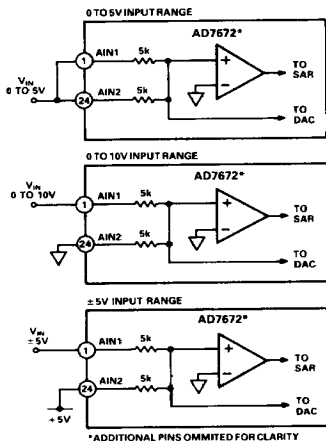 0 TO 5V INPUT RANGE
AD7672*
AIN1
5k
1
VIN
0 TO 5V
AIN2
5k
24
+
−
TO
SAR
TO
DAC
0 TO 10V INPUT RANGE
AD7672*
AIN1
5k
VIN
0 TO 10V
1
AIN2
5k
24
+
−
TO
SAR
TO
DAC
±5V INPUT RANGE
AD7672*
VIN
±5V
AIN1
5k
1
AIN2
5k
24
+5V
+
−
TO
SAR
TO
DAC
*ADDITIONAL PINS OMMITED FOR CLARITY